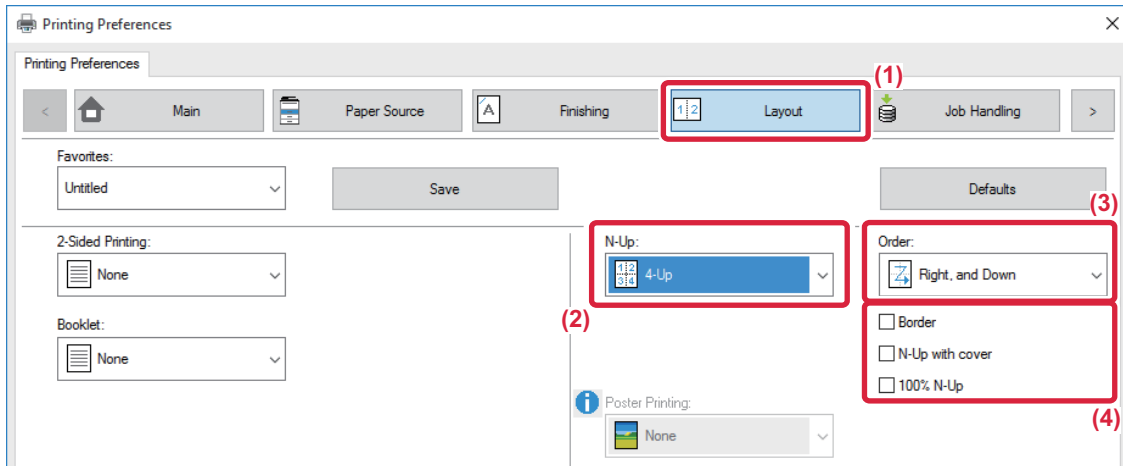 Printing Preferences
Printing Preferences
(1)
< Main Paper Source Finishing Layout Job Handling >
Favorites:
Untitled Save Defaults
(3)
2-Sided Printing: N-Up: Order:
None 4-Up Right, and Down
(2)
Booklet: Border
None N-Up with cover
100% N-Up
Poster Printing:
(4)
None